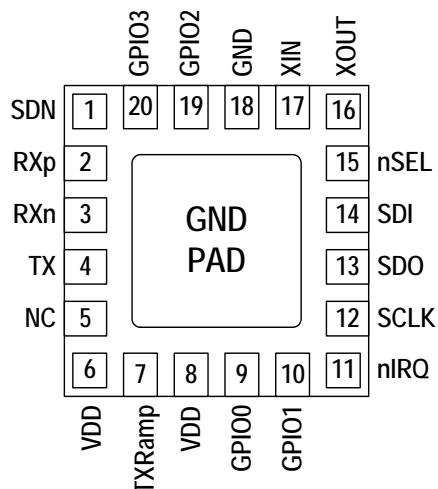 GPIO3
GPIO2
GND
XIN
XOUT
20
19
18
17
16
SDN 1
RXp 2
RXn 3
TX 4
NC 5
6
GND
PAD
15 nSEL
14 SDI
13 SDO
12 SCLK
11 nIRQ
7
8
9
10
VDD
TXRamp
VDD
GPIO0
GPIO1